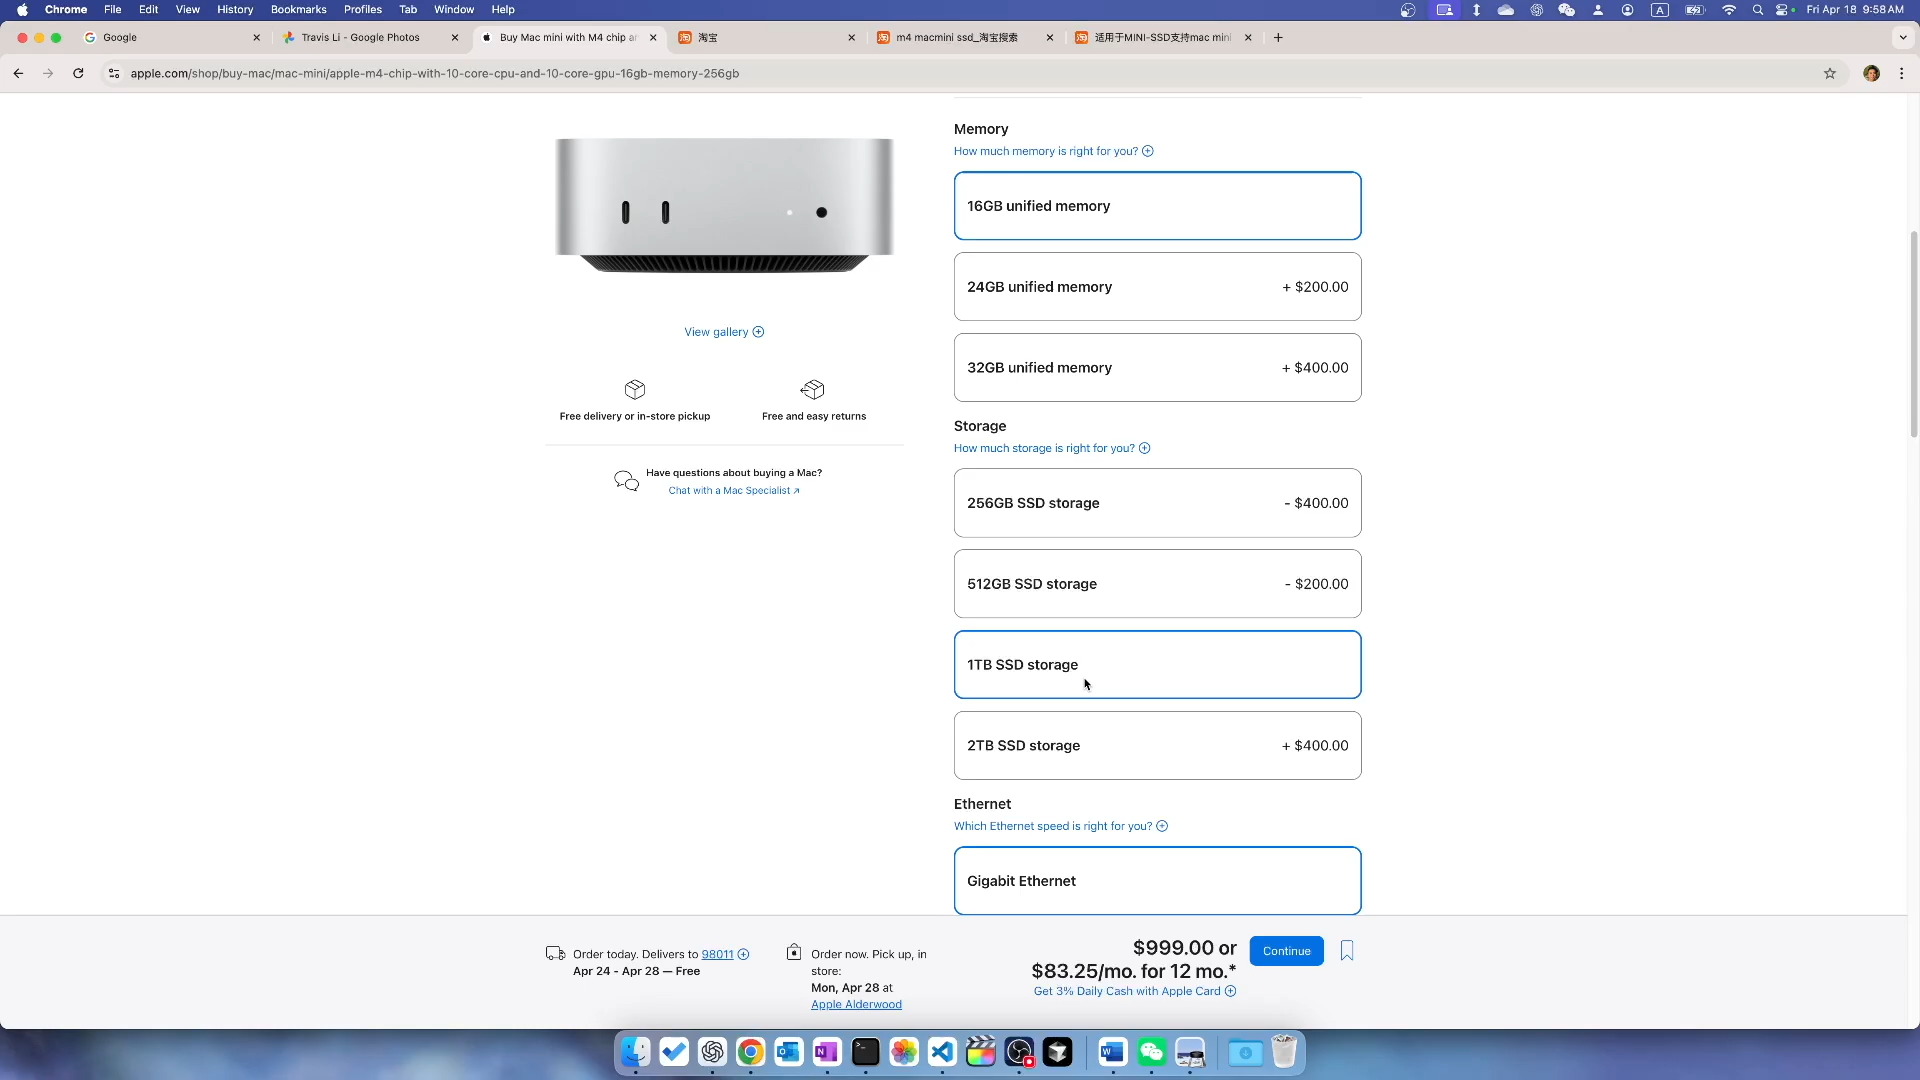 Chrome File Edit View History Bookmarks Profiles Tab Window Help
A
Fri Apr 18 9:58 AM
Google
Travis Li - Google Photos
Buy Mac mini with M4 chip an
淘宝
m4 macmini ssd_淘宝搜索
适用于MINI-SSD支持mac mini
apple.com/shop/buy-mac/mac-mini/apple-m4-chip-with-10-core-cpu-and-10-core-gpu-16gb-memory-256gb
View gallery
Free delivery or in-store pickup
Free and easy returns
Have questions about buying a Mac?
Chat with a Mac Specialist ↗
Memory
How much memory is right for you?
16GB unified memory
24GB unified memory + $200.00
32GB unified memory + $400.00
Storage
How much storage is right for you?
256GB SSD storage - $400.00
512GB SSD storage - $200.00
1TB SSD storage
2TB SSD storage + $400.00
Ethernet
Which Ethernet speed is right for you?
Gigabit Ethernet
Order today. Delivers to 98011
Apr 24 - Apr 28 — Free
Order now. Pick up, in
store:
Mon, Apr 28 at
Apple Alderwood
$999.00 or
$83.25/mo. for 12 mo.*
Get 3% Daily Cash with Apple Card
Continue